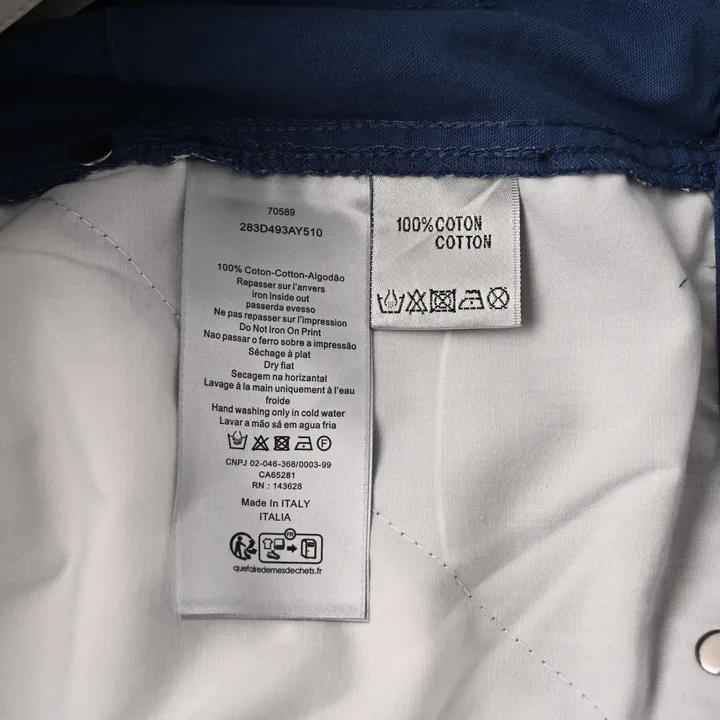 70589
283D493AY510
100% Coton-Cotton-Algodão
Repasser sur l'anvers
iron Inside out
passerda evesso
Ne pas repasser sur l'impression
Do Not Iron On Print
Nao passar o ferro sobre a impressão
Séchage à plat
Dry fiat
Secagem na horizontal
Lavage à la main uniquement à l'eau
froide
Hand washing only in cold water
Lavar a mão sá em agua fria
F
CNPJ 02-046-368/0003-99
CA65281
RN : 143628
Made In ITALY
ITALIA
FR
quefairedemesdechets.fr
100% COTON
COTTON